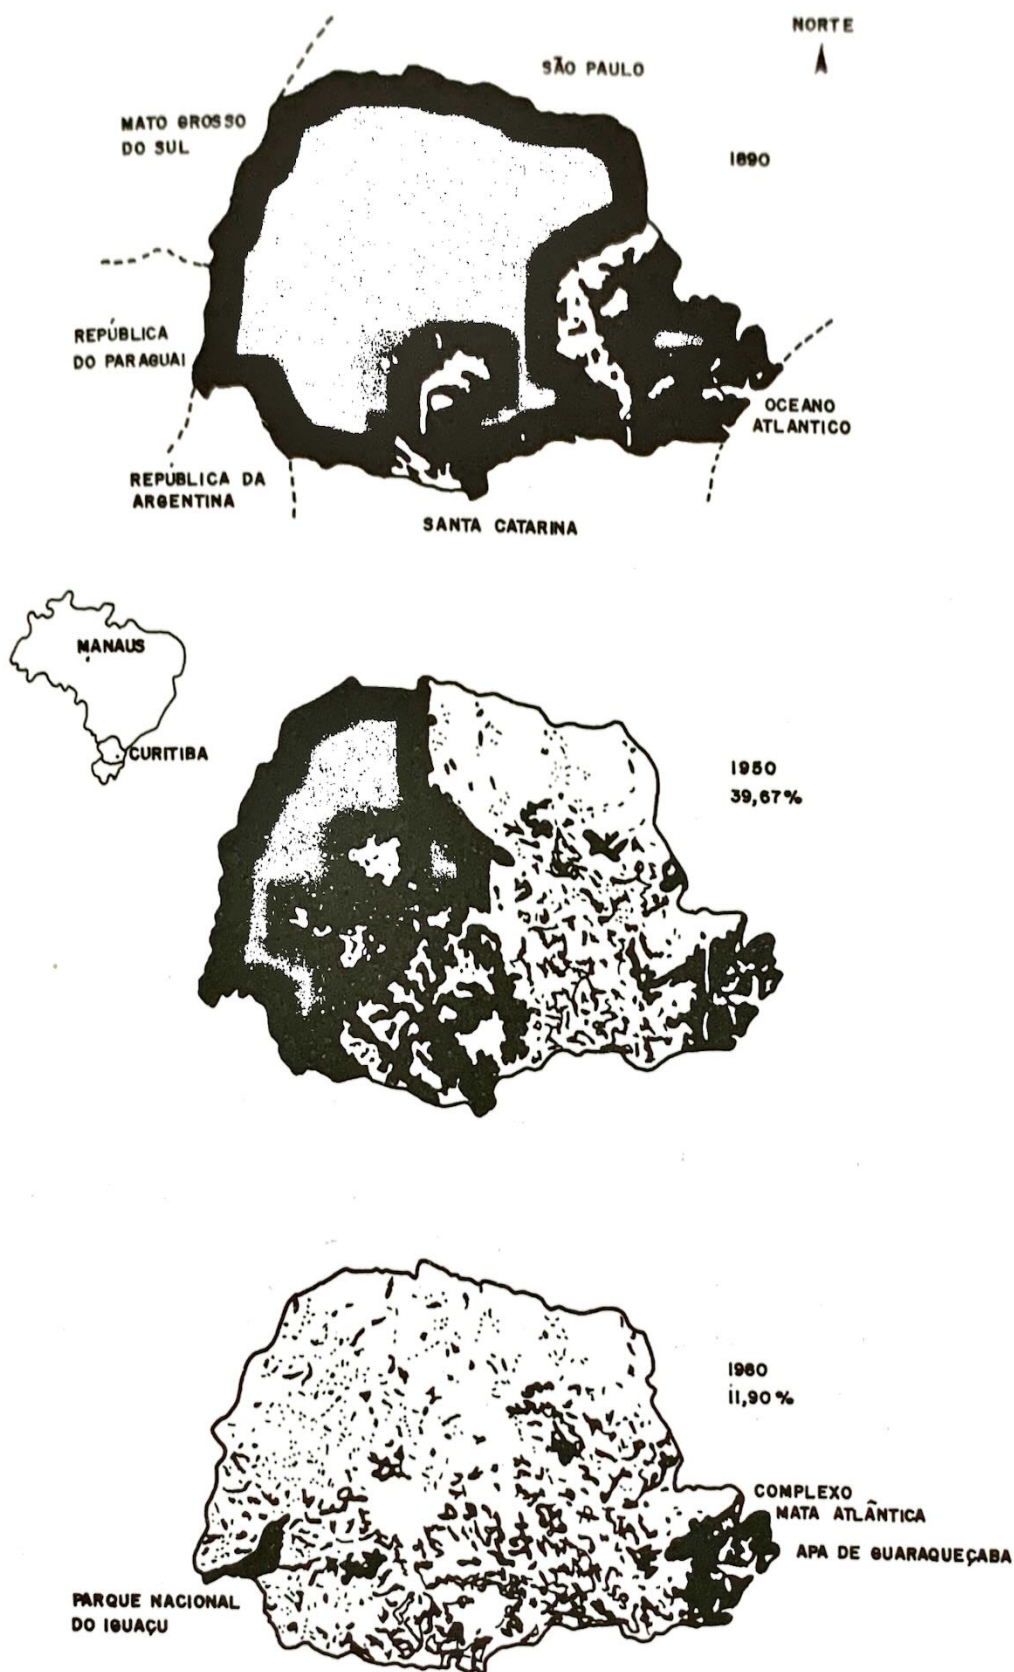 NORTE
SÃO PAULO
MATO GROSSO
DO SUL
1890
REPÚBLICA
DO PARAGUAI
OCEANO
ATLANTICO
REPÚBLICA DA
ARGENTINA
SANTA CATARINA
MANAUS
CURITIBA
1950
39,67%
1980
11,90%
COMPLEXO
MATA ATLÂNTICA
APA DE GUARAQUEÇABA
PARQUE NACIONAL
DO IGUAÇU